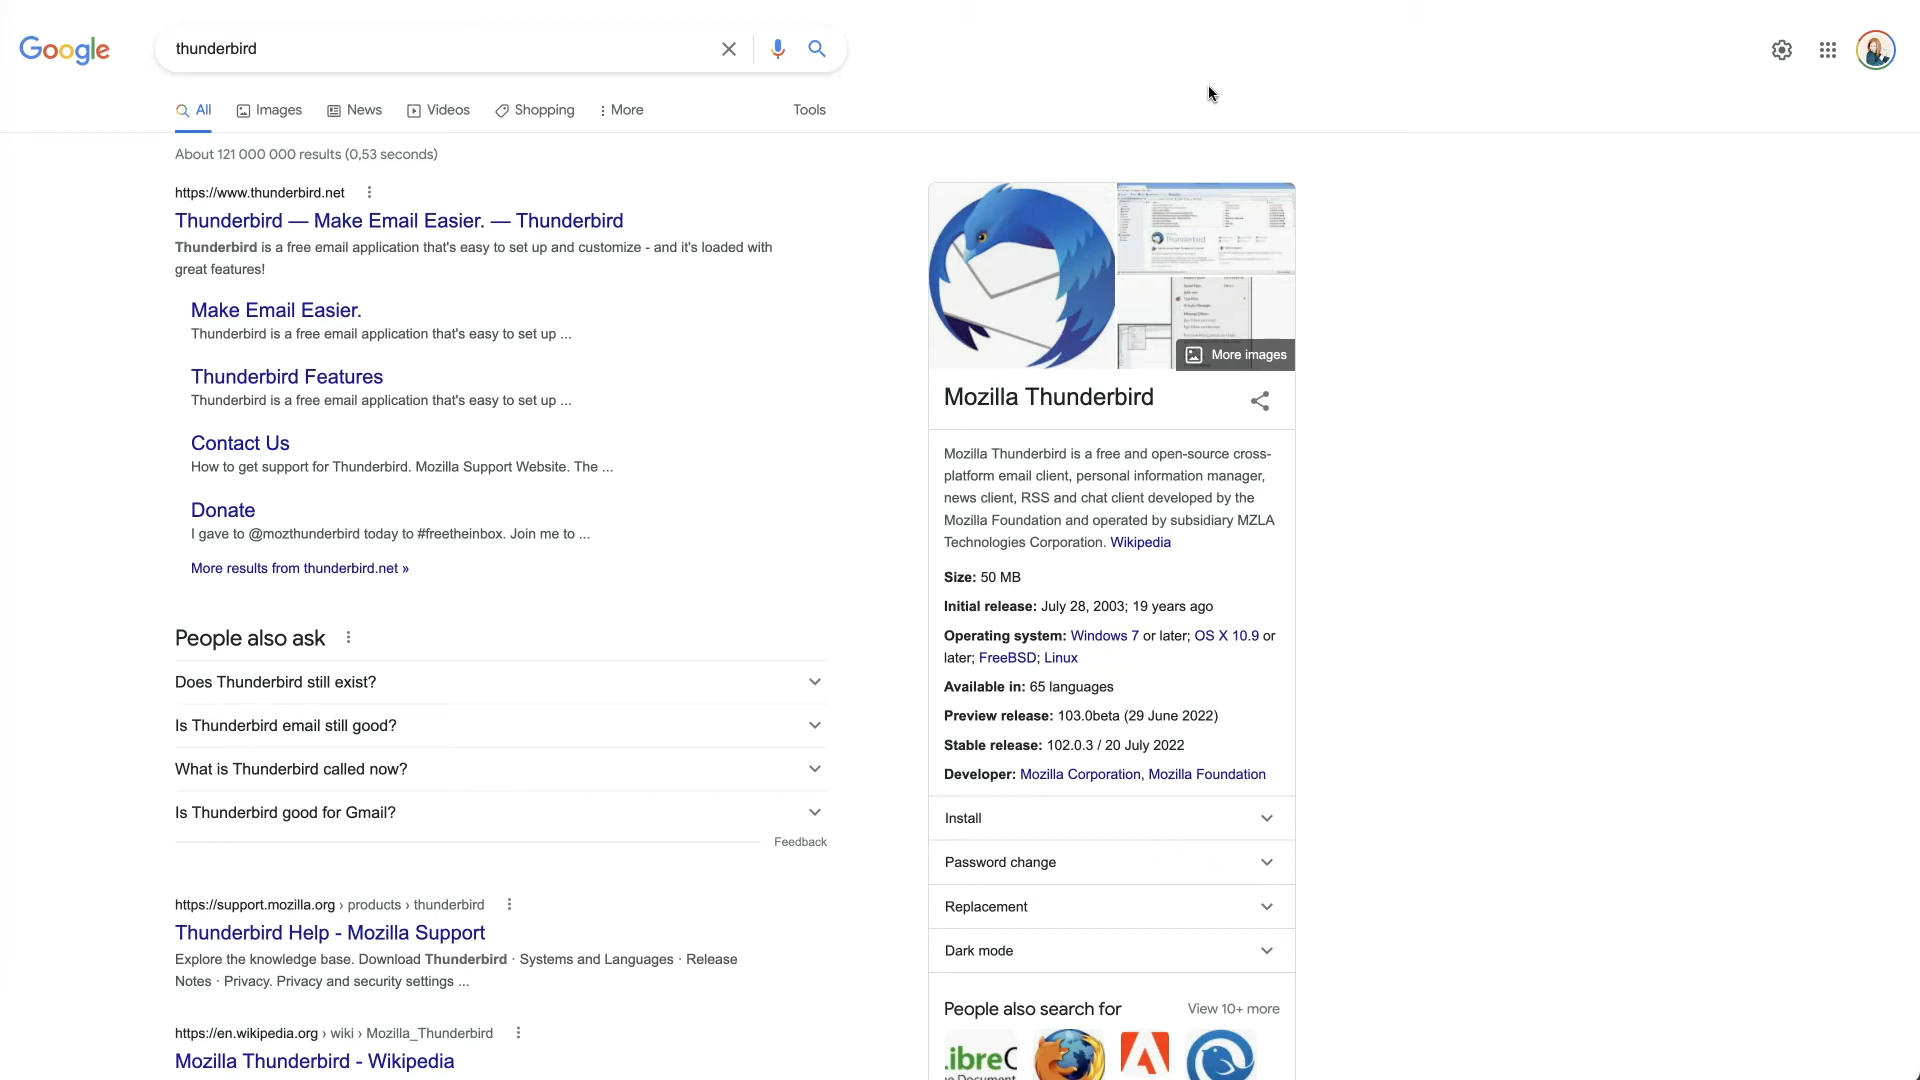 Google
thunderbird
All
Images
News
Videos
Shopping
More
Tools
About 121 000 000 results (0,53 seconds)
https://www.thunderbird.net
Thunderbird — Make Email Easier. — Thunderbird
Thunderbird is a free email application that's easy to set up and customize - and it's loaded with
great features!
Make Email Easier.
Thunderbird is a free email application that's easy to set up ...
Thunderbird Features
Thunderbird is a free email application that's easy to set up ...
Contact Us
How to get support for Thunderbird. Mozilla Support Website. The ...
Donate
I gave to @mozthunderbird today to #freetheinbox. Join me to ...
More results from thunderbird.net »
People also ask
Does Thunderbird still exist?
Is Thunderbird email still good?
What is Thunderbird called now?
Is Thunderbird good for Gmail?
Feedback
https://support.mozilla.org › products › thunderbird
Thunderbird Help - Mozilla Support
Explore the knowledge base. Download Thunderbird · Systems and Languages · Release
Notes · Privacy. Privacy and security settings ...
https://en.wikipedia.org › wiki › Mozilla_Thunderbird
Mozilla Thunderbird - Wikipedia
Thunderbird
More images
Mozilla Thunderbird
Mozilla Thunderbird is a free and open-source cross-
platform email client, personal information manager,
news client, RSS and chat client developed by the
Mozilla Foundation and operated by subsidiary MZLA
Technologies Corporation. Wikipedia
Size: 50 MB
Initial release: July 28, 2003; 19 years ago
Operating system: Windows 7 or later; OS X 10.9 or
later; FreeBSD; Linux
Available in: 65 languages
Preview release: 103.0beta (29 June 2022)
Stable release: 102.0.3 / 20 July 2022
Developer: Mozilla Corporation, Mozilla Foundation
Install
Password change
Replacement
Dark mode
People also search for
View 10+ more